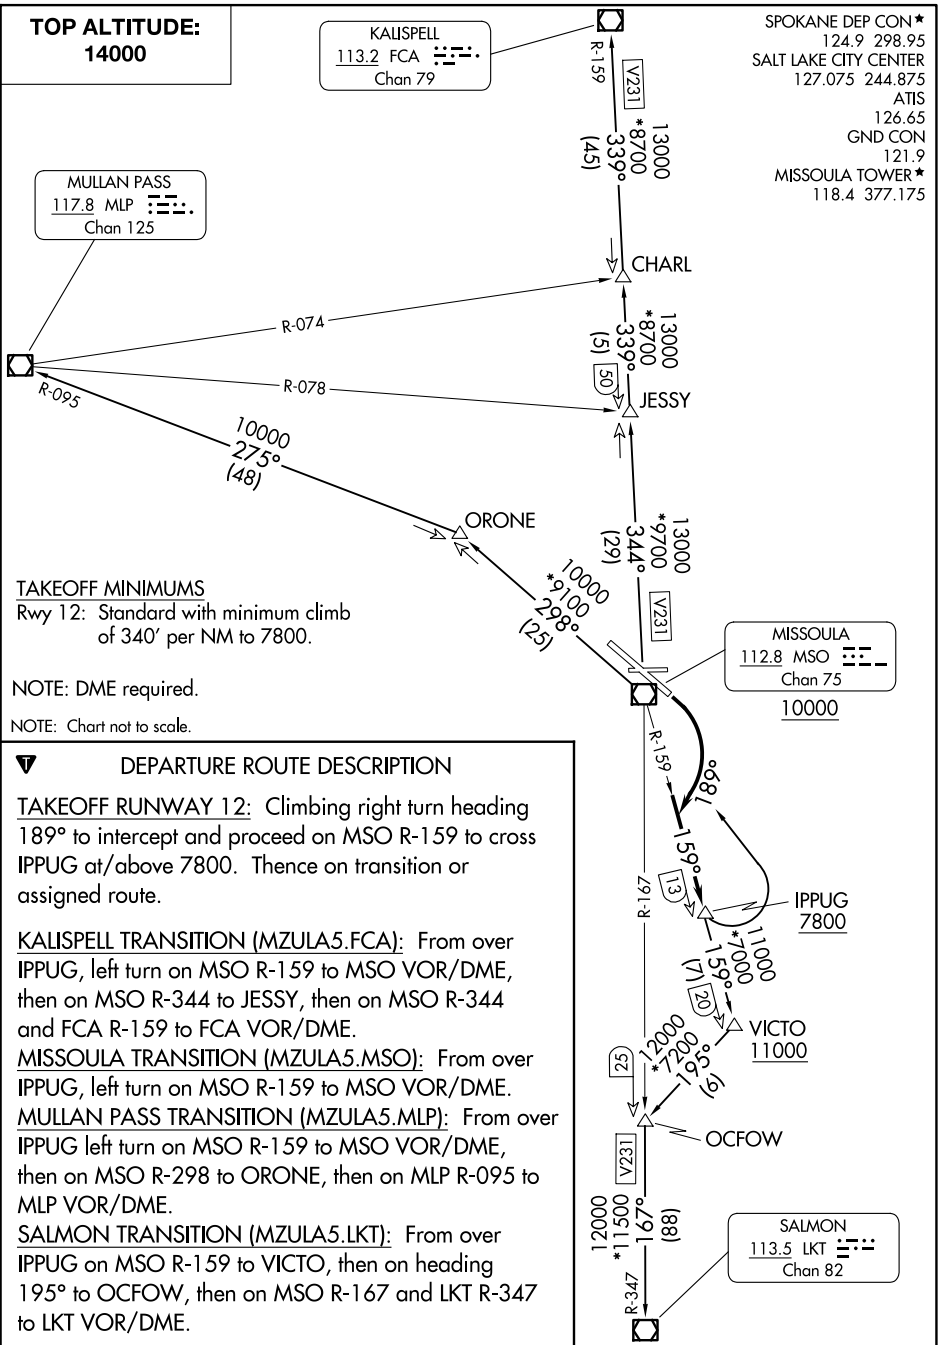 TOP ALTITUDE:
14000
KALISPELL
113.2 FCA
Chan 79
SPOKANE DEP CON★
124.9 298.95
SALT LAKE CITY CENTER
127.075 244.875
ATIS
126.65
GND CON
121.9
MISSOULA TOWER★
118.4 377.175
R-159
V231
13000
*8700
339°
(45)
MULLAN PASS
117.8 MLP
Chan 125
CHARL
R-074
13000
*8700
339°
(5)
50
R-078
JESSY
R-095
10000
275°
(48)
ORONE
13000
*9700
344°
(29)
V231
10000
*9100
298°
(25)
TAKEOFF MINIMUMS
Rwy 12: Standard with minimum climb
of 340' per NM to 7800.
MISSOULA
112.8 MSO
Chan 75
10000
NOTE: DME required.
NOTE: Chart not to scale.
R-159
189°
159°
13
IPPUG
7800
R-167
11000
*7000
159°
(7)
20
VICTO
11000
12000
*7200
195°
(6)
25
OCFOW
V231
12000
*11500
167°
(88)
R-347
SALMON
113.5 LKT
Chan 82
T
DEPARTURE ROUTE DESCRIPTION
TAKEOFF RUNWAY 12: Climbing right turn heading
189° to intercept and proceed on MSO R-159 to cross
IPPUG at/above 7800. Thence on transition or
assigned route.
KALISPELL TRANSITION (MZULA5.FCA): From over
IPPUG, left turn on MSO R-159 to MSO VOR/DME,
then on MSO R-344 to JESSY, then on MSO R-344
and FCA R-159 to FCA VOR/DME.
MISSOULA TRANSITION (MZULA5.MSO): From over
IPPUG, left turn on MSO R-159 to MSO VOR/DME.
MULLAN PASS TRANSITION (MZULA5.MLP): From over
IPPUG left turn on MSO R-159 to MSO VOR/DME,
then on MSO R-298 to ORONE, then on MLP R-095 to
MLP VOR/DME.
SALMON TRANSITION (MZULA5.LKT): From over
IPPUG on MSO R-159 to VICTO, then on heading
195° to OCFOW, then on MSO R-167 and LKT R-347
to LKT VOR/DME.